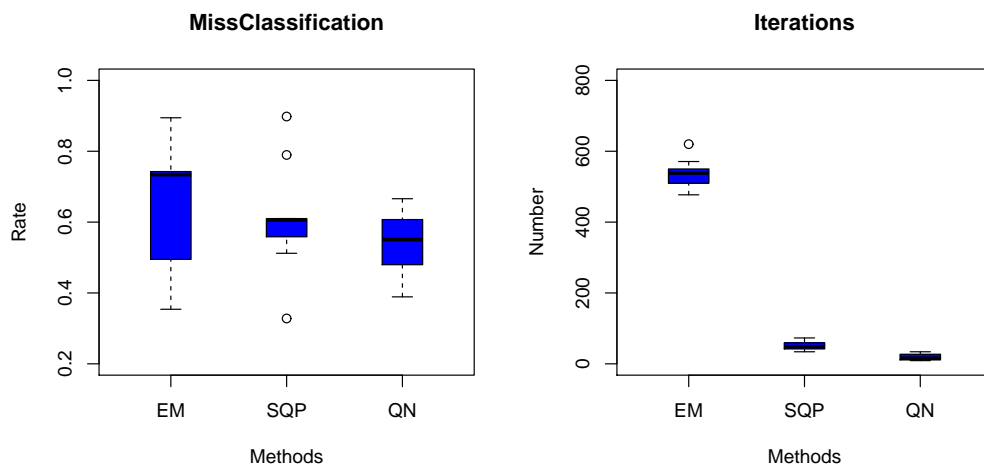 MissClassification
Rate
1.0
0.8
0.6
0.4
0.2
EM
SQP
QN
Methods
Iterations
Number
800
600
400
200
0
EM
SQP
QN
Methods